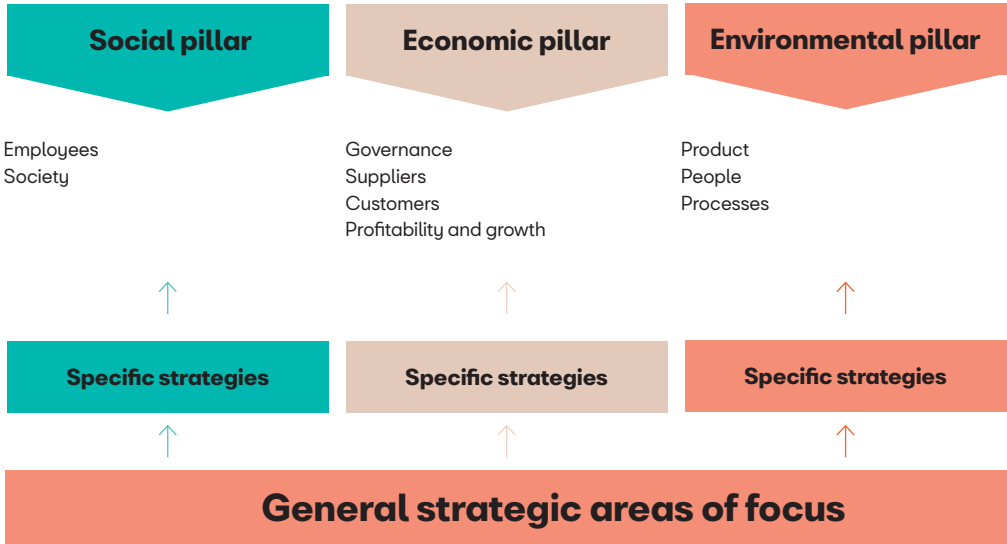 Social pillar
Economic pillar
Environmental pillar
Employees
Society
Governance
Suppliers
Customers
Profitability and growth
Product
People
Processes
Specific strategies
Specific strategies
Specific strategies
General strategic areas of focus